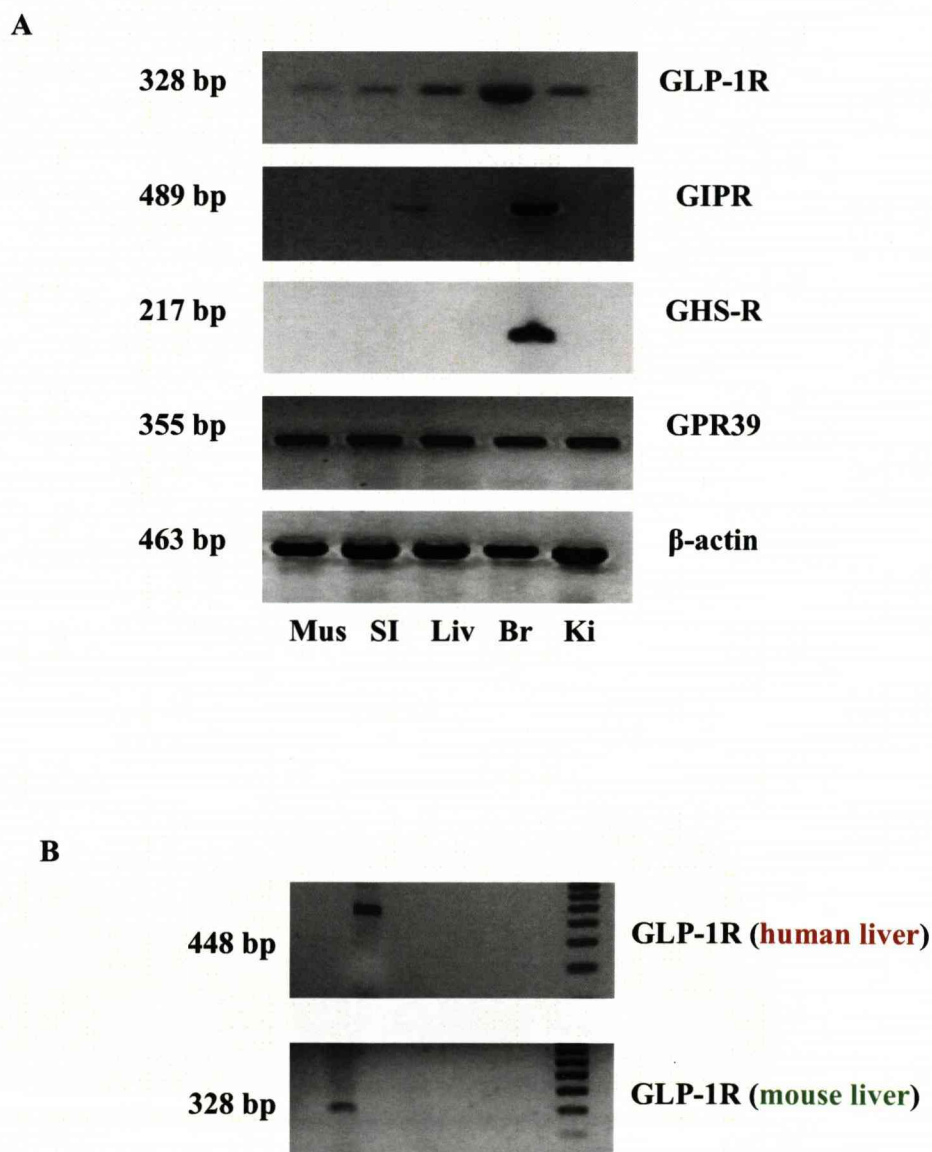 A
328 bp GLP-1R
489 bp GIPR
217 bp GHS-R
355 bp GPR39
463 bp β-actin
Mus SI Liv Br Ki
B
448 bp GLP-1R (human liver)
328 bp GLP-1R (mouse liver)